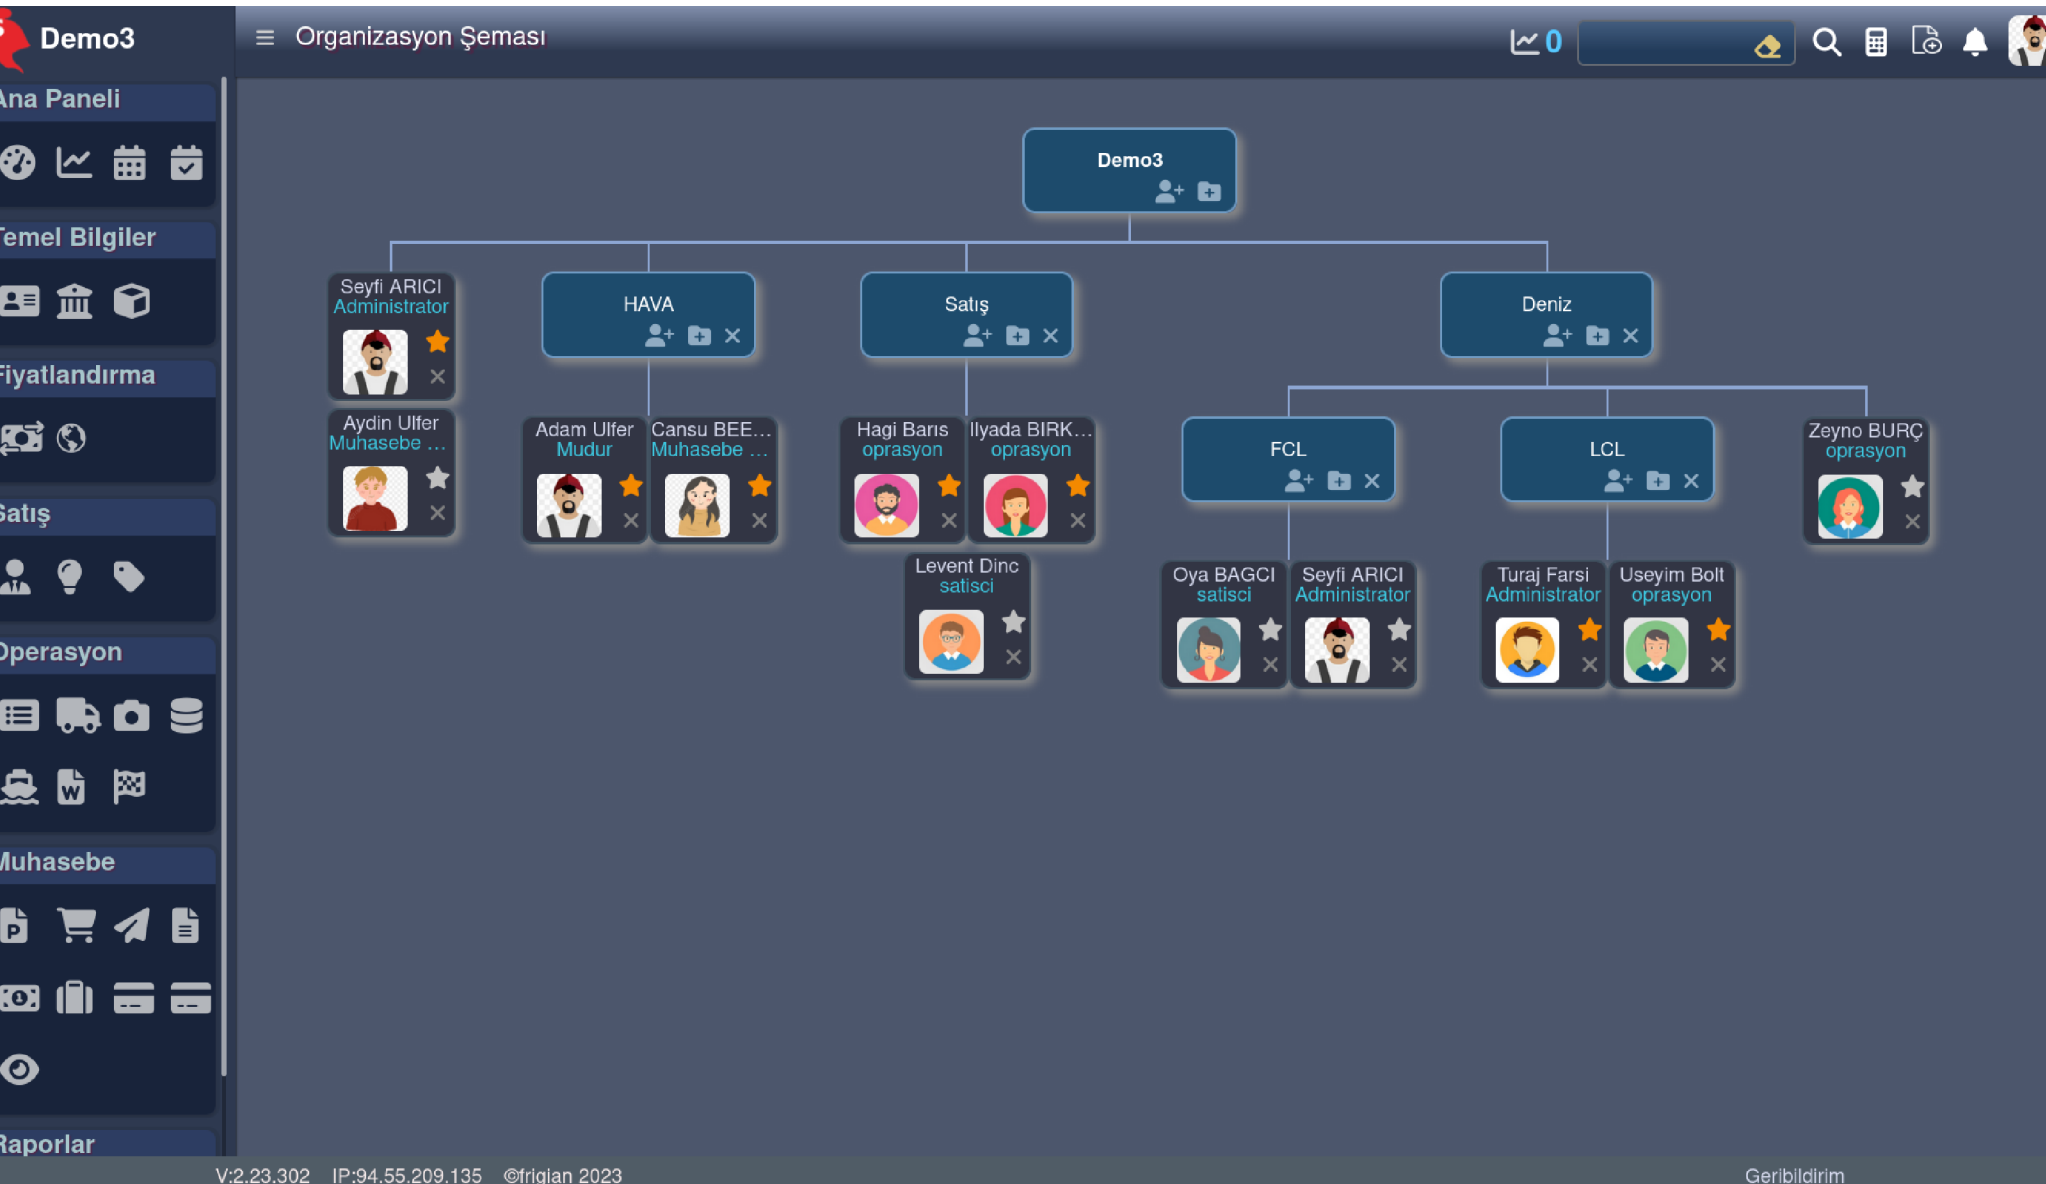 Demo3
Organizasyon Şeması
0
Ana Paneli
Temel Bilgiler
Fiyatlandırma
Satış
Operasyon
Muhasebe
Raporlar
Demo3
Seyfi ARICI
Administrator
Aydin Ulfer
Muhasebe ...
HAVA
Adam Ulfer
Mudur
Cansu BEE...
Muhasebe ...
Satış
Hagi Barıs
oprasyon
Ilyada BIRK...
oprasyon
Levent Dinc
satisci
Deniz
FCL
Oya BAGCI
satisci
Seyfi ARICI
Administrator
LCL
Turaj Farsi
Administrator
Useyim Bolt
oprasyon
Zeyno BURÇ
oprasyon
V:2.23.302 IP:94.55.209.135 ©frigian 2023
Geribildirim